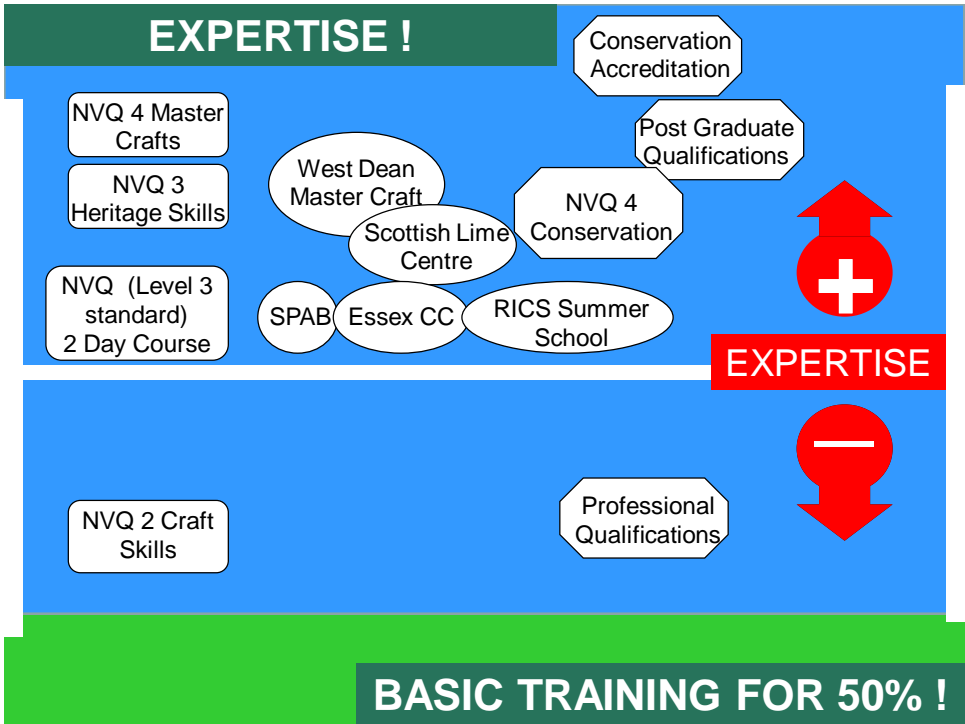 EXPERTISE !
Conservation
Accreditation
NVQ 4 Master
Crafts
Post Graduate
Qualifications
West Dean
Master Craft
NVQ 3
Heritage Skills
NVQ 4
Conservation
Scottish Lime
Centre
NVQ (Level 3
standard)
2 Day Course
SPAB
Essex CC
RICS Summer
School
EXPERTISE
NVQ 2 Craft
Skills
Professional
Qualifications
BASIC TRAINING FOR 50% !